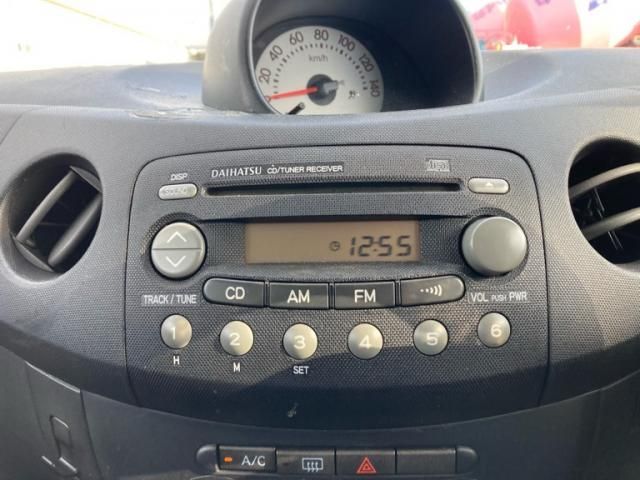 20 40 60 80 100 120 140
km/h
DISP
SOUND
DAIHATSU CD/TUNER RECEIVER
12:55
CD AM FM
TRACK / TUNE
VOL PUSH PWR
1 2 3 4 5 6
H M SET
A/C